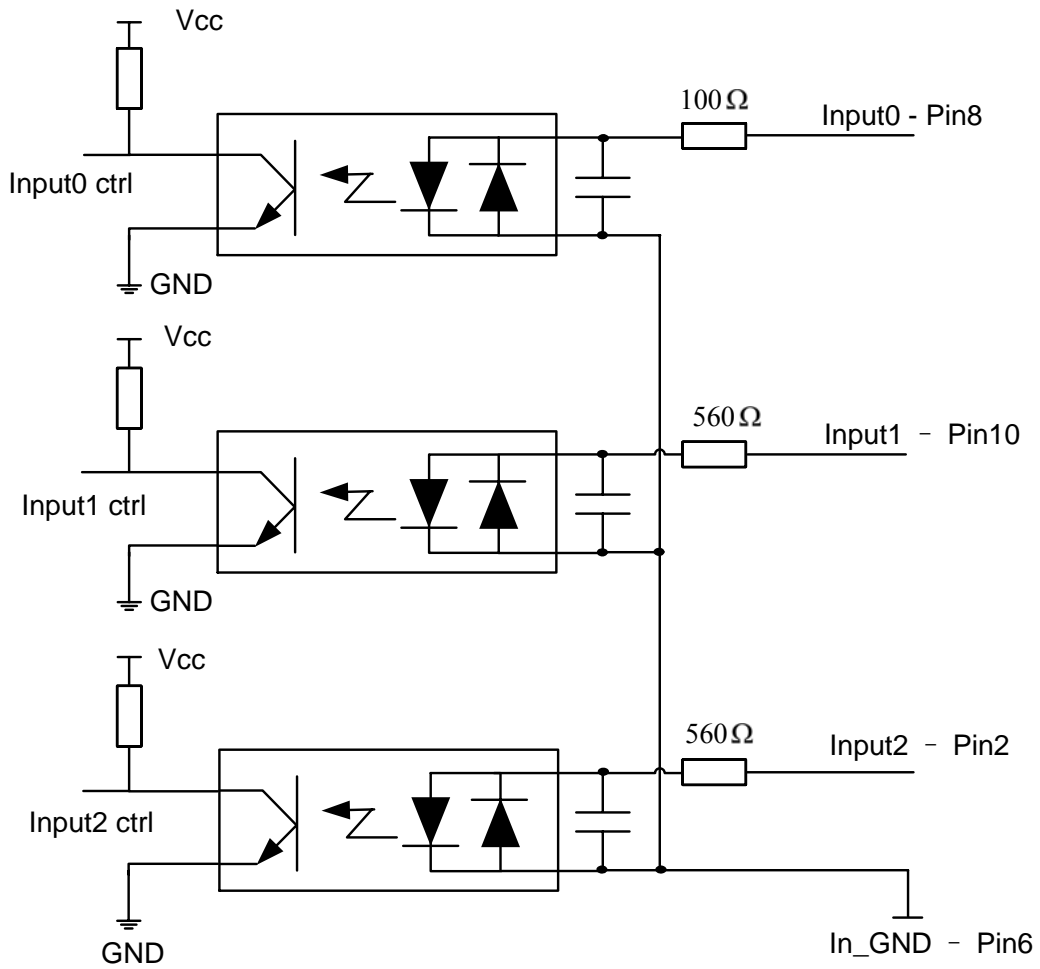 Vcc
100Ω
Input0 - Pin8
Input0 ctrl
GND
Vcc
560Ω
Input1 – Pin10
Input1 ctrl
GND
Vcc
560Ω
Input2 – Pin2
Input2 ctrl
GND
In_GND – Pin6